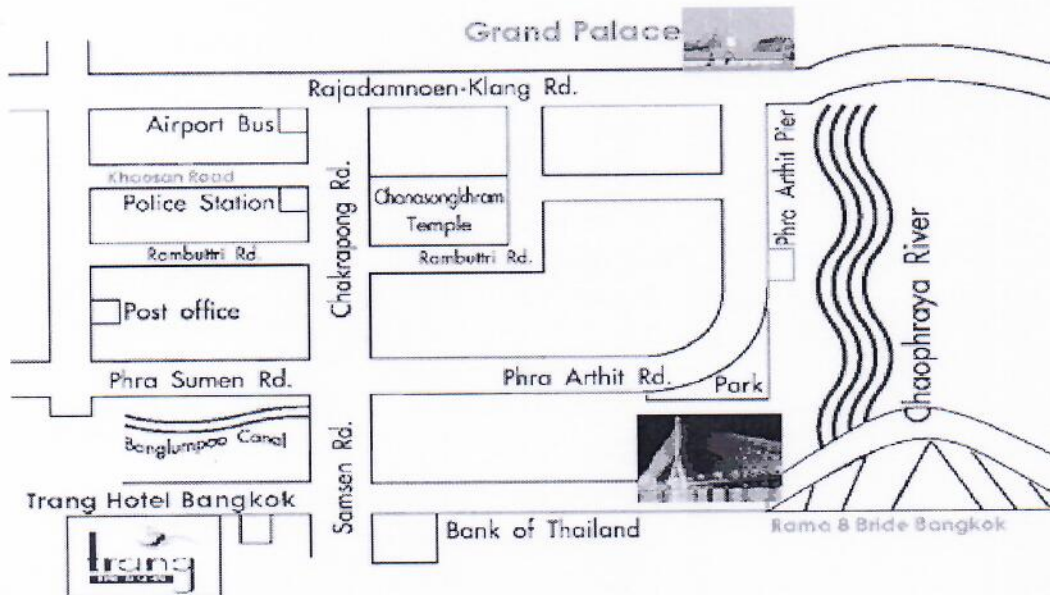 Grand Palace
Rajadamnoen-Klang Rd.
Airport Bus
Khaosan Road
Police Station
Rambuttri Rd.
Post office
Chakrapong Rd.
Chanasongkhram
Temple
Rambuttri Rd.
Phra Arthit Pier
Chaophraya River
Phra Sumen Rd.
Phra Arthit Rd.
Park
Banglumpoo Canal
Samsen Rd.
Trang Hotel Bangkok
trang
Bank of Thailand
Rama 8 Bride Bangkok